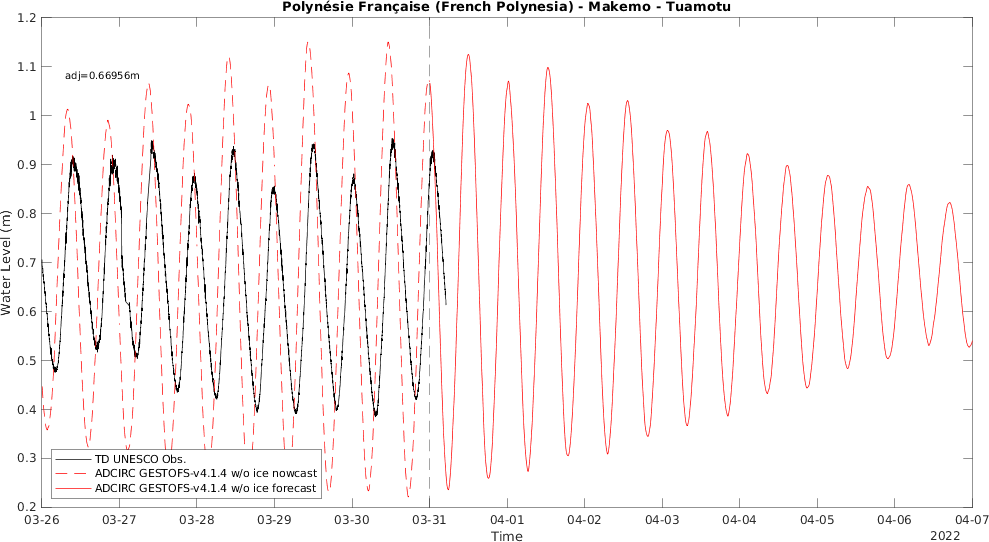 Polynésie Française (French Polynesia) - Makemo - Tuamotu
1.2
1.1
1
0.9
0.8
0.7
0.6
0.5
0.4
0.3
0.2
Water Level (m)
adj=0.66956m
TD UNESCO Obs.
ADCIRC GESTOFS-v4.1.4 w/o ice nowcast
ADCIRC GESTOFS-v4.1.4 w/o ice forecast
03-26 03-27 03-28 03-29 03-30 03-31 04-01 04-02 04-03 04-04 04-05 04-06 04-07
Time
2022